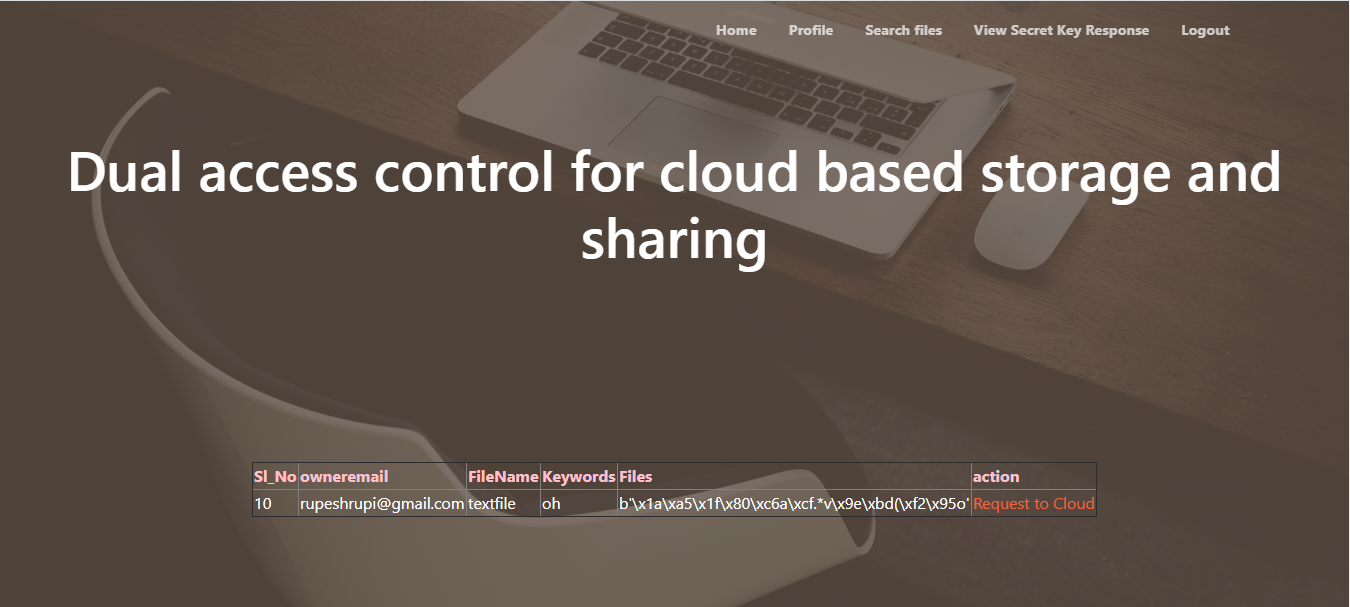 Home Profile Search files View Secret Key Response Logout
Dual access control for cloud based storage and
sharing
Sl_No owneremail FileName Keywords Files action
10 rupeshrupi@gmail.com textfile oh b'\x1a\xa5\x1f\x80\xc6a\xcf.*v\x9e\xbd(\xf2\x95o' Request to Cloud